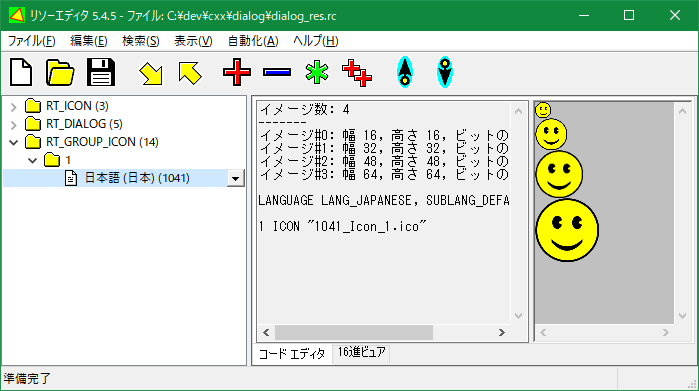 リソーエディタ 5.4.5 - ファイル: C:¥dev¥cxx¥dialog¥dialog_res.rc
ファイル(F) 編集(E) 検索(S) 表示(V) 自動化(A) ヘルプ(H)
RT_ICON (3)
RT_DIALOG (5)
RT_GROUP_ICON (14)
1
日本語 (日本) (1041)
イメージ数: 4
-------
イメージ#0: 幅 16, 高さ 16, ビットの
イメージ#1: 幅 32, 高さ 32, ビットの
イメージ#2: 幅 48, 高さ 48, ビットの
イメージ#3: 幅 64, 高さ 64, ビットの
LANGUAGE LANG_JAPANESE, SUBLANG_DEFA
1 ICON "1041_Icon_1.ico"
コード エディタ 16進ビュア
準備完了